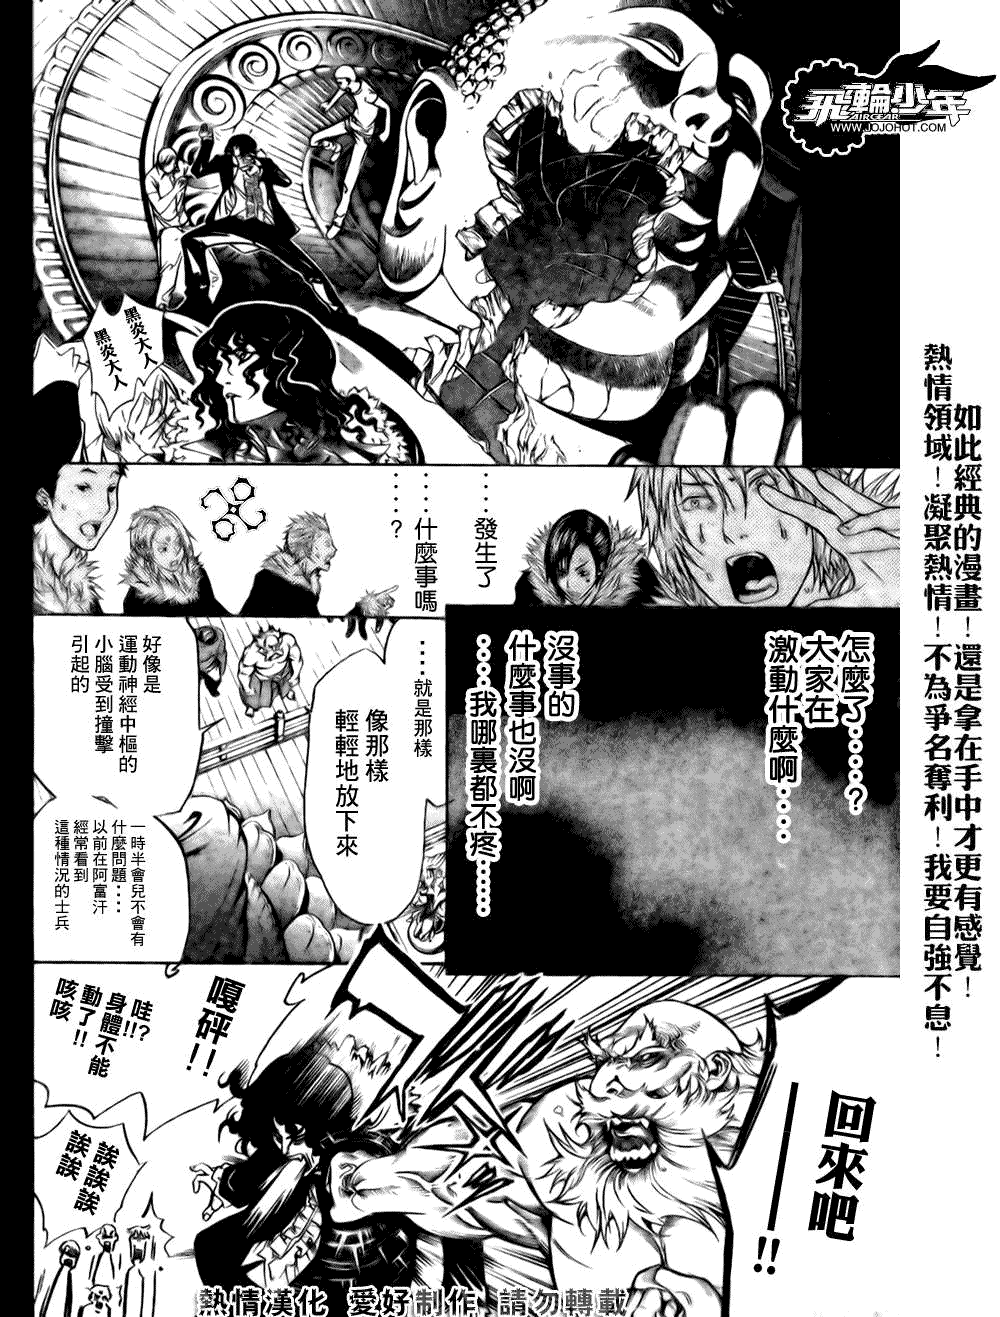 飛輪少年
AIRGEAR
WWW.JOJOHOT.COM
如此經典的漫畫！還是拿在手中才更有感覺！
熱情領域！凝聚熱情！不為爭名奪利！我要自強不息！
黑炎大人
黑炎大人
‥‥發生了
‥‥什麼事嗎
‥‥‥?
怎麼了‥‥‥?
大家在
激動什麼啊‥‥
沒事的
什麼事也沒啊
‥‥我哪裏都不疼‥‥‥
‥‥就是那樣
像那樣
輕輕地放下來
好像是
運動神經中樞的
小腦受到撞擊
引起的
一時半會兒不會有
什麼問題‥‥
以前在阿富汗
經常看到
這種情況的士兵
回來吧——!!
嘎砰!!
哇!?
身體不能
動了!!
咳咳
誒誒誒
誒誒
熱情漢化 愛好制作 請勿轉載